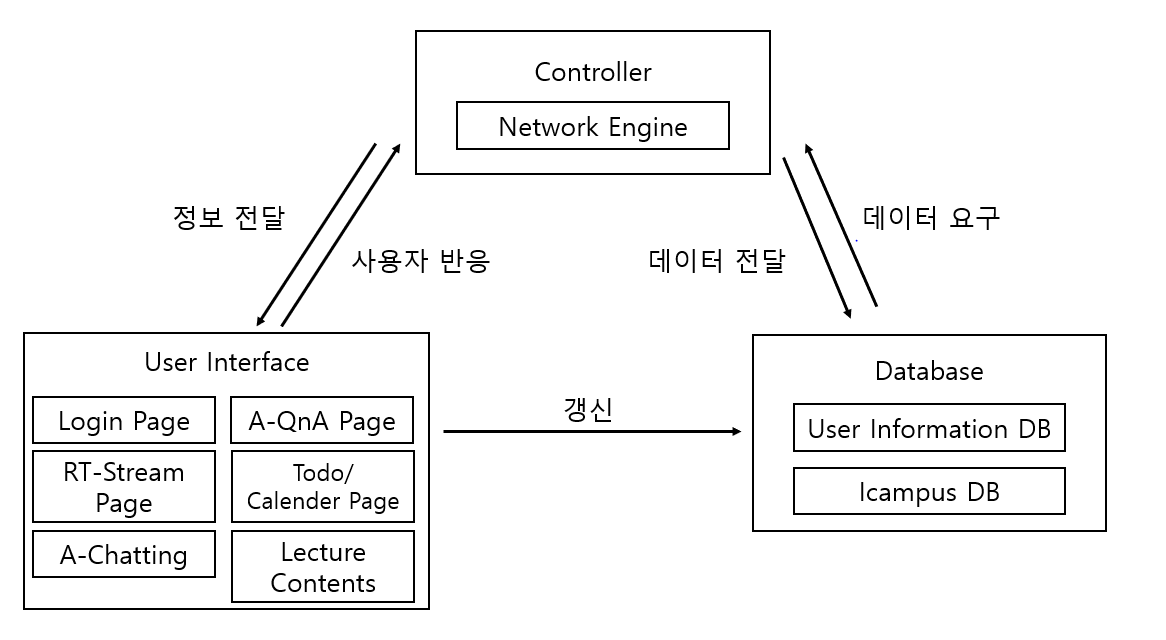 Controller
Network Engine
정보 전달
사용자 반응
데이터 전달
데이터 요구
User Interface
Login Page
A-QnA Page
RT-Stream
Page
Todo/
Calender Page
A-Chatting
Lecture
Contents
갱신
Database
User Information DB
Icampus DB